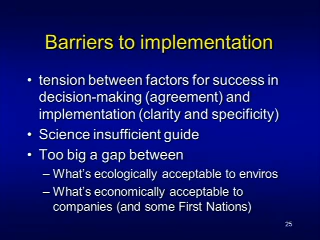 Barriers to implementation
• tension between factors for success in
decision-making (agreement) and
implementation (clarity and specificity)
• Science insufficient guide
• Too big a gap between
– What's ecologically acceptable to enviros
– What's economically acceptable to
companies (and some First Nations)
25